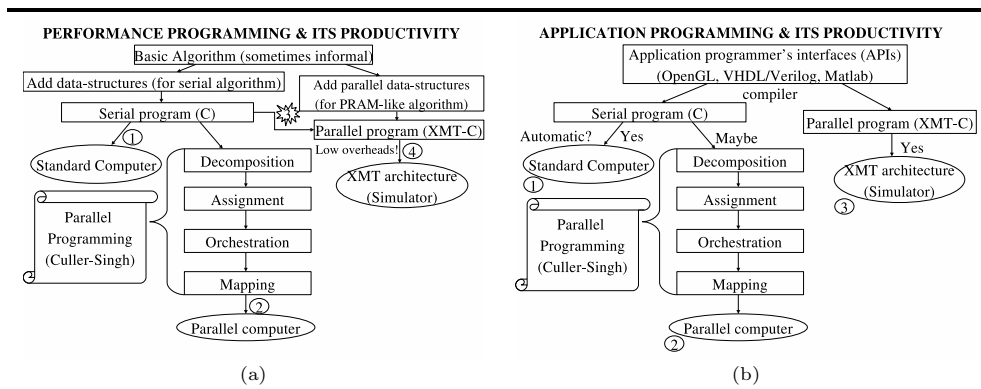 PERFORMANCE PROGRAMMING & ITS PRODUCTIVITY
Basic Algorithm (sometimes informal)
Add data-structures (for serial algorithm)
Add parallel data-structures
(for PRAM-like algorithm)
Serial program (C)
3
Parallel program (XMT-C)
1
Low overheads!
4
Standard Computer
Decomposition
XMT architecture
(Simulator)
Assignment
Parallel
Programming
(Culler-Singh)
Orchestration
Mapping
2
Parallel computer
(a)
APPLICATION PROGRAMMING & ITS PRODUCTIVITY
Application programmer's interfaces (APIs)
(OpenGL, VHDL/Verilog, Matlab)
compiler
Serial program (C)
Parallel program (XMT-C)
Automatic?
Yes
Maybe
Yes
Standard Computer
1
Decomposition
XMT architecture
(Simulator)
3
Assignment
Parallel
Programming
(Culler-Singh)
Orchestration
Mapping
Parallel computer
2
(b)